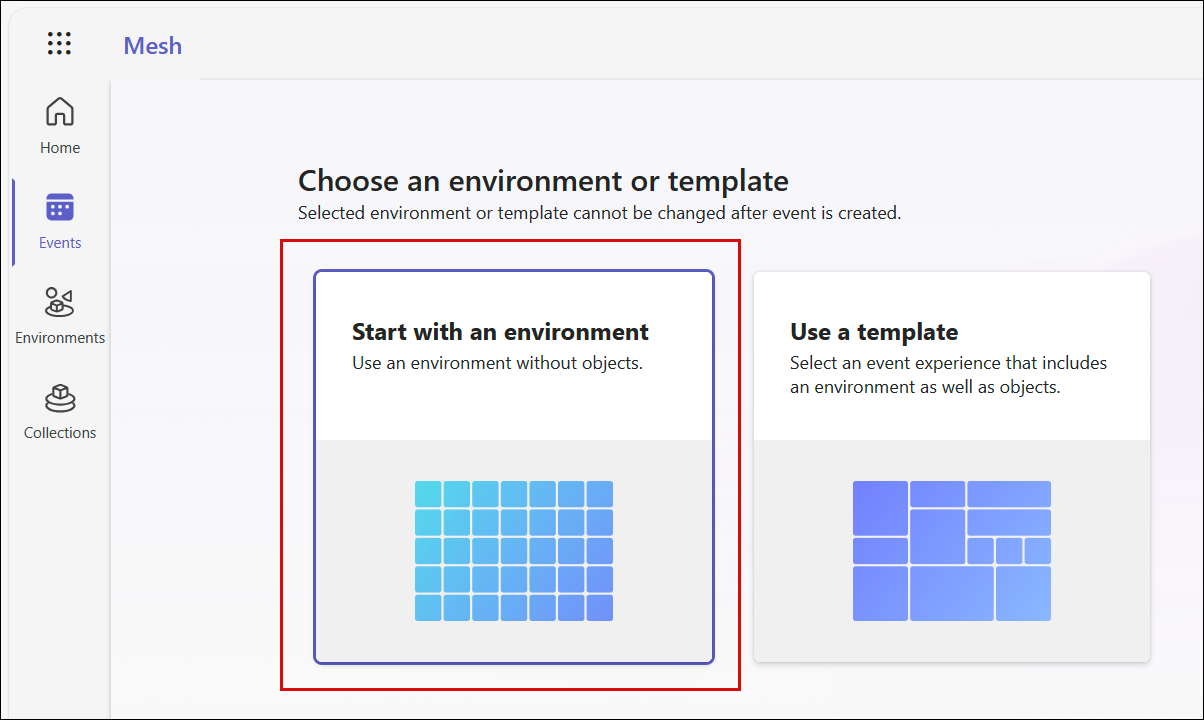 Mesh
Home
Events
Environments
Collections
Choose an environment or template
Selected environment or template cannot be changed after event is created.
Start with an environment
Use an environment without objects.
Use a template
Select an event experience that includes
an environment as well as objects.